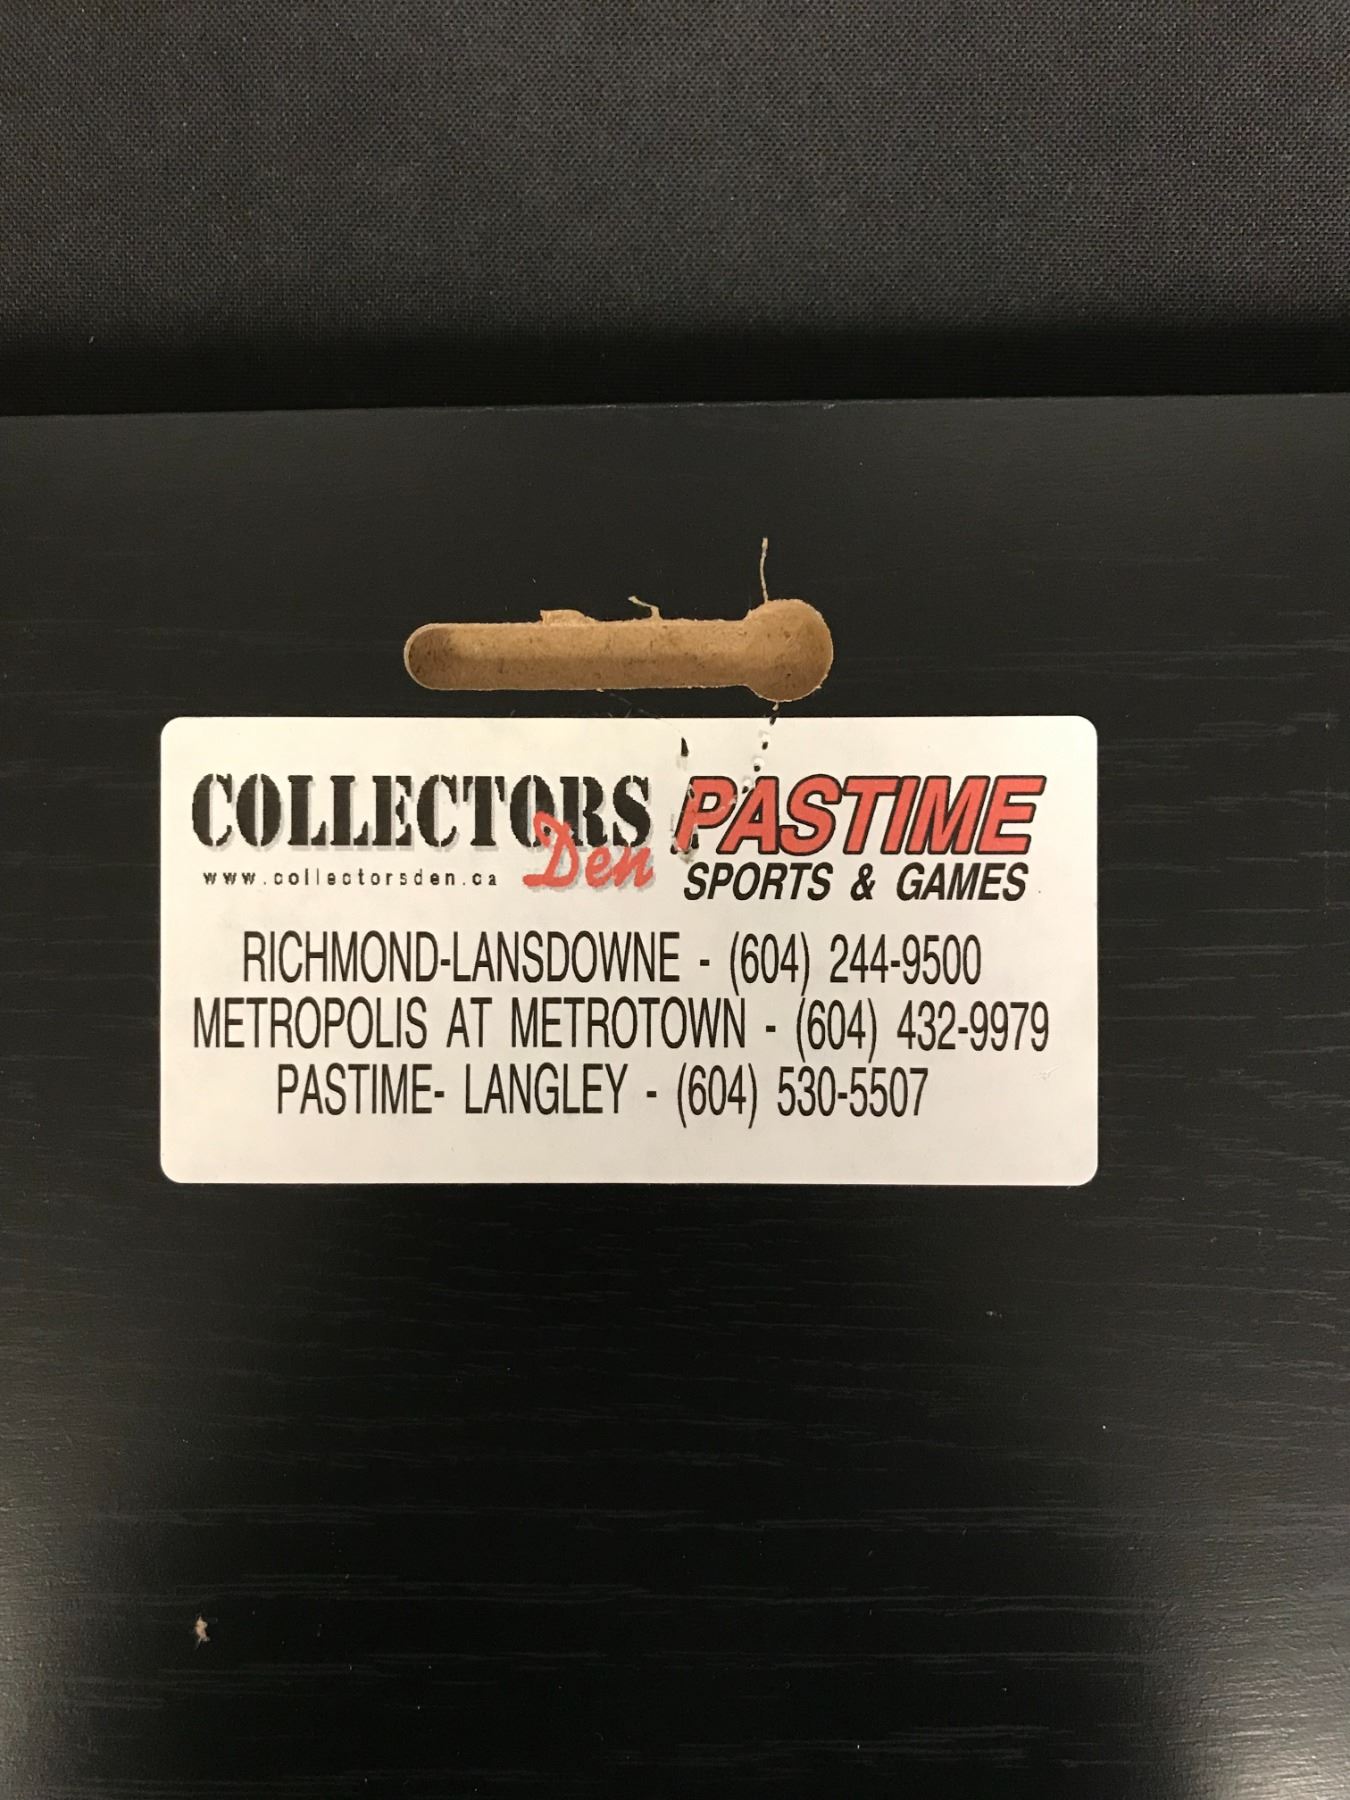 COLLECTORS Den
www.collectorsden.ca
PASTIME
SPORTS & GAMES
RICHMOND-LANSDOWNE - (604) 244-9500
METROPOLIS AT METROTOWN - (604) 432-9979
PASTIME- LANGLEY - (604) 530-5507